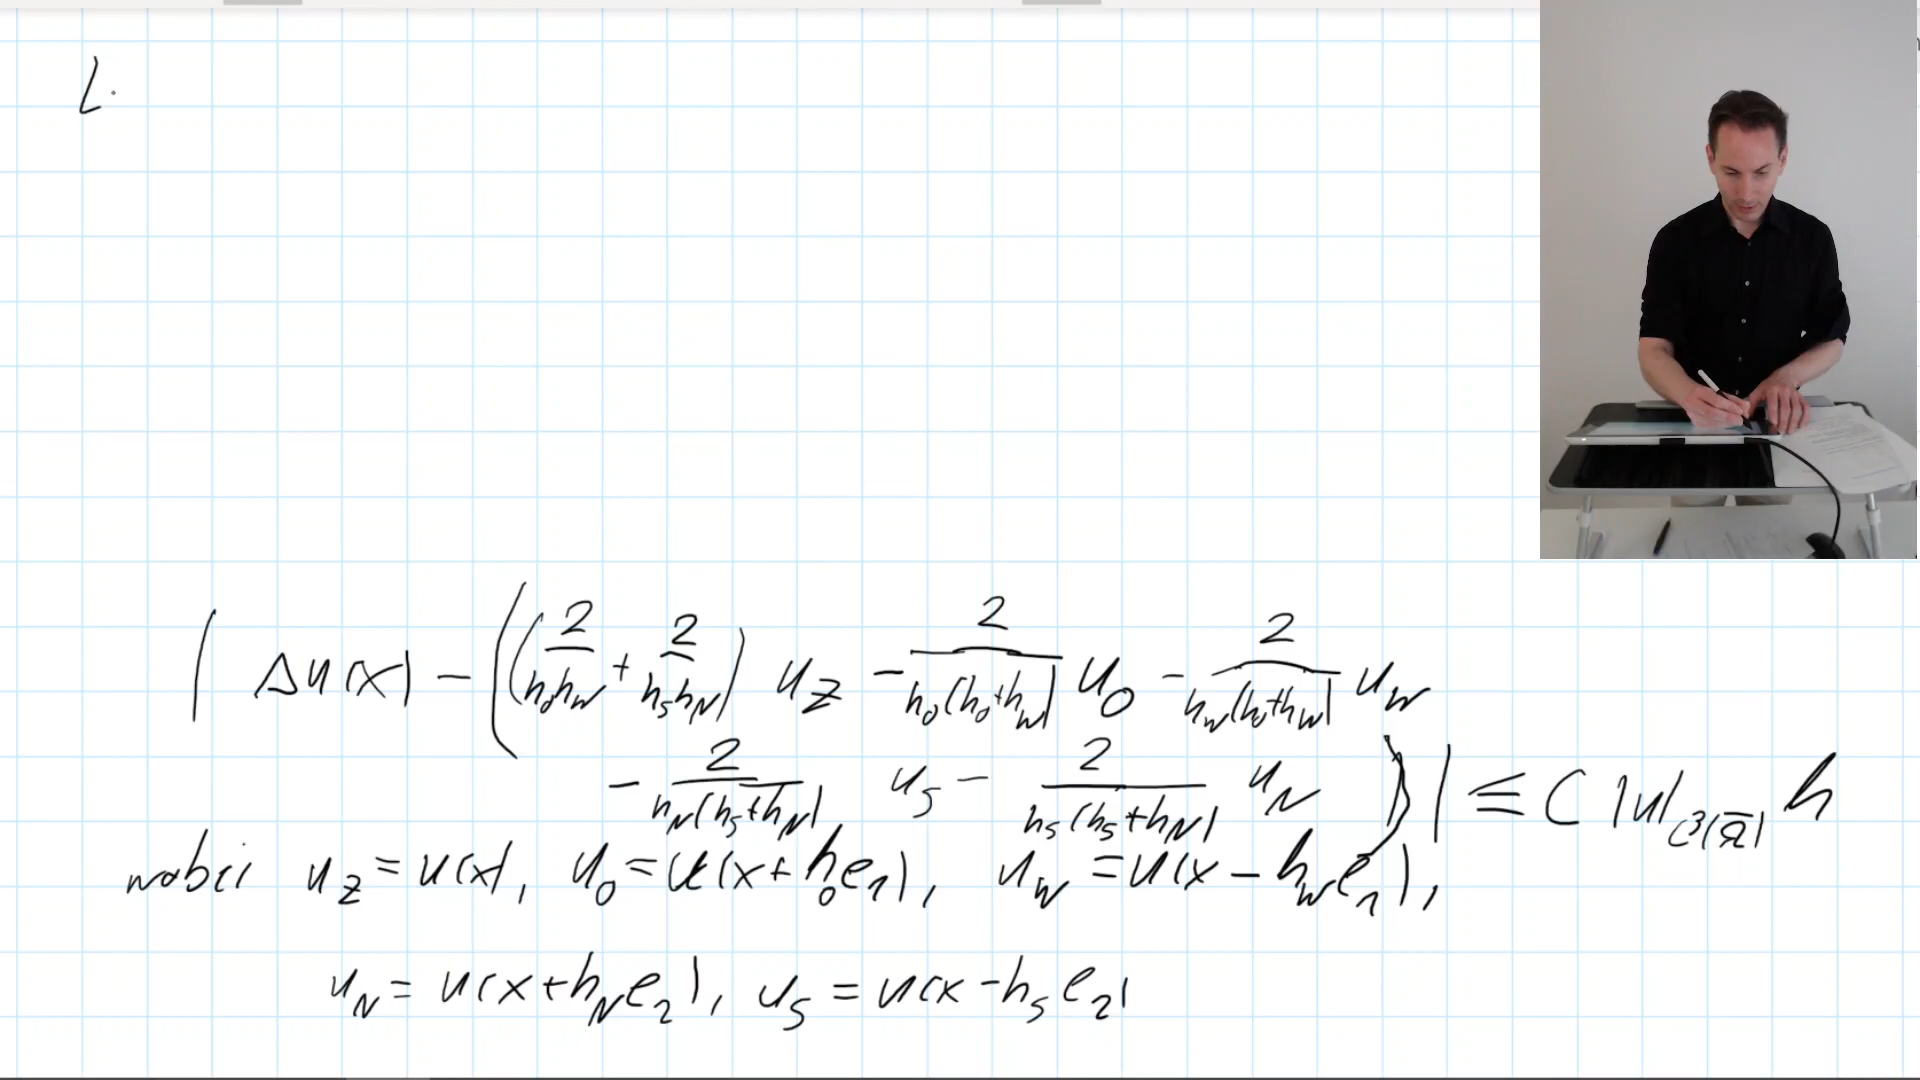 L.
| Δu(x) − ((2/(h_o h_w) + 2/(h_s h_N)) u_Z − 2/(h_o(h_o+h_w)) u_o − 2/(h_w(h_o+h_w)) u_w
− 2/(h_N(h_s+h_N)) u_s − 2/(h_s(h_s+h_N)) u_N )| ≤ C |u|_{C³(Ω̄)} h
wobei u_Z = u(x), u_o = u(x+h_o e_1), u_w = u(x−h_w e_1),
u_N = u(x+h_N e_2), u_s = u(x−h_s e_2)